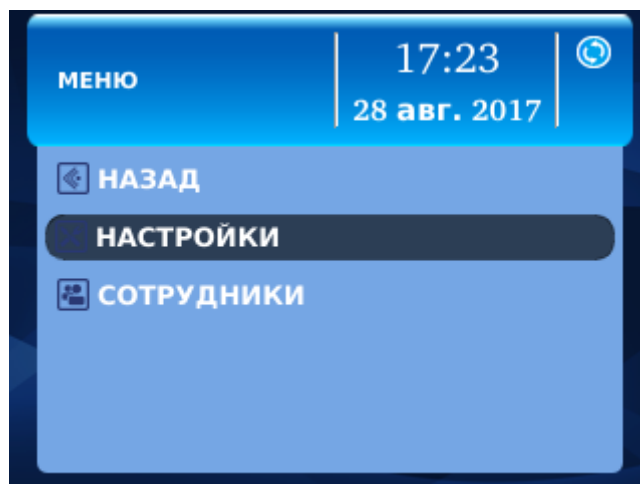 МЕНЮ
17:23
28 авг. 2017
НАЗАД
НАСТРОЙКИ
СОТРУДНИКИ